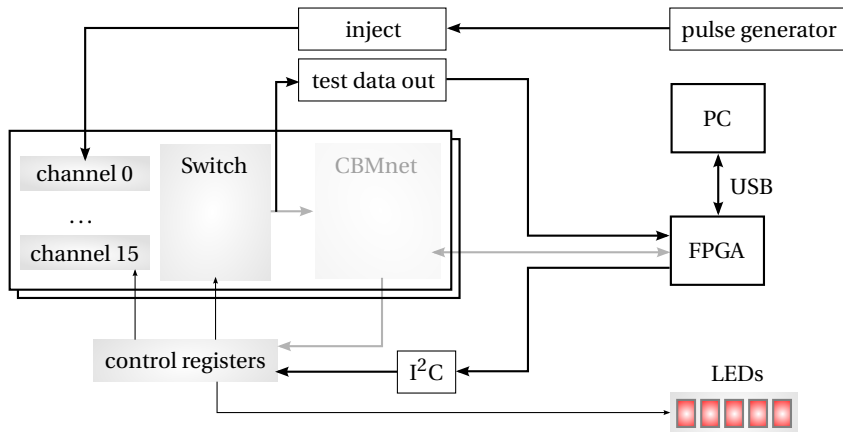 inject
pulse generator
test data out
PC
channel 0
Switch
CBMnet
...
USB
channel 15
FPGA
control registers
I²C
LEDs